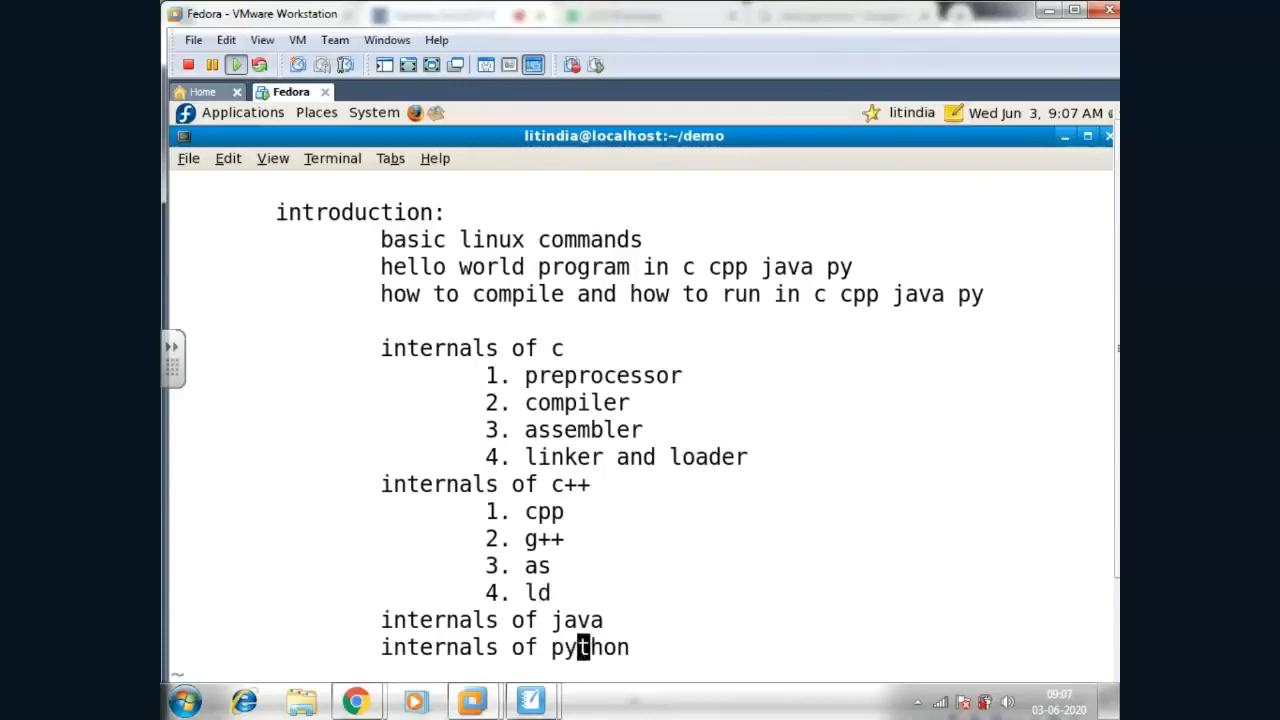 Fedora - VMware Workstation
File Edit View VM Team Windows Help
Home Fedora
Applications Places System litindia Wed Jun 3, 9:07 AM
litindia@localhost:~/demo
File Edit View Terminal Tabs Help
introduction:
basic linux commands
hello world program in c cpp java py
how to compile and how to run in c cpp java py
internals of c
1. preprocessor
2. compiler
3. assembler
4. linker and loader
internals of c++
1. cpp
2. g++
3. as
4. ld
internals of java
internals of python
~
09:07
03-06-2020